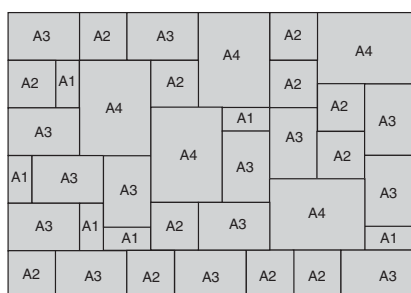 A3 A2 A3 A4 A2 A4
A2 A1 A4 A2 A2
A2 A3
A3 A4 A1 A3
A1 A3 A3 A3 A2 A3
A3 A1 A2 A3 A4
A1 A1
A2 A3 A2 A3 A2 A2 A3